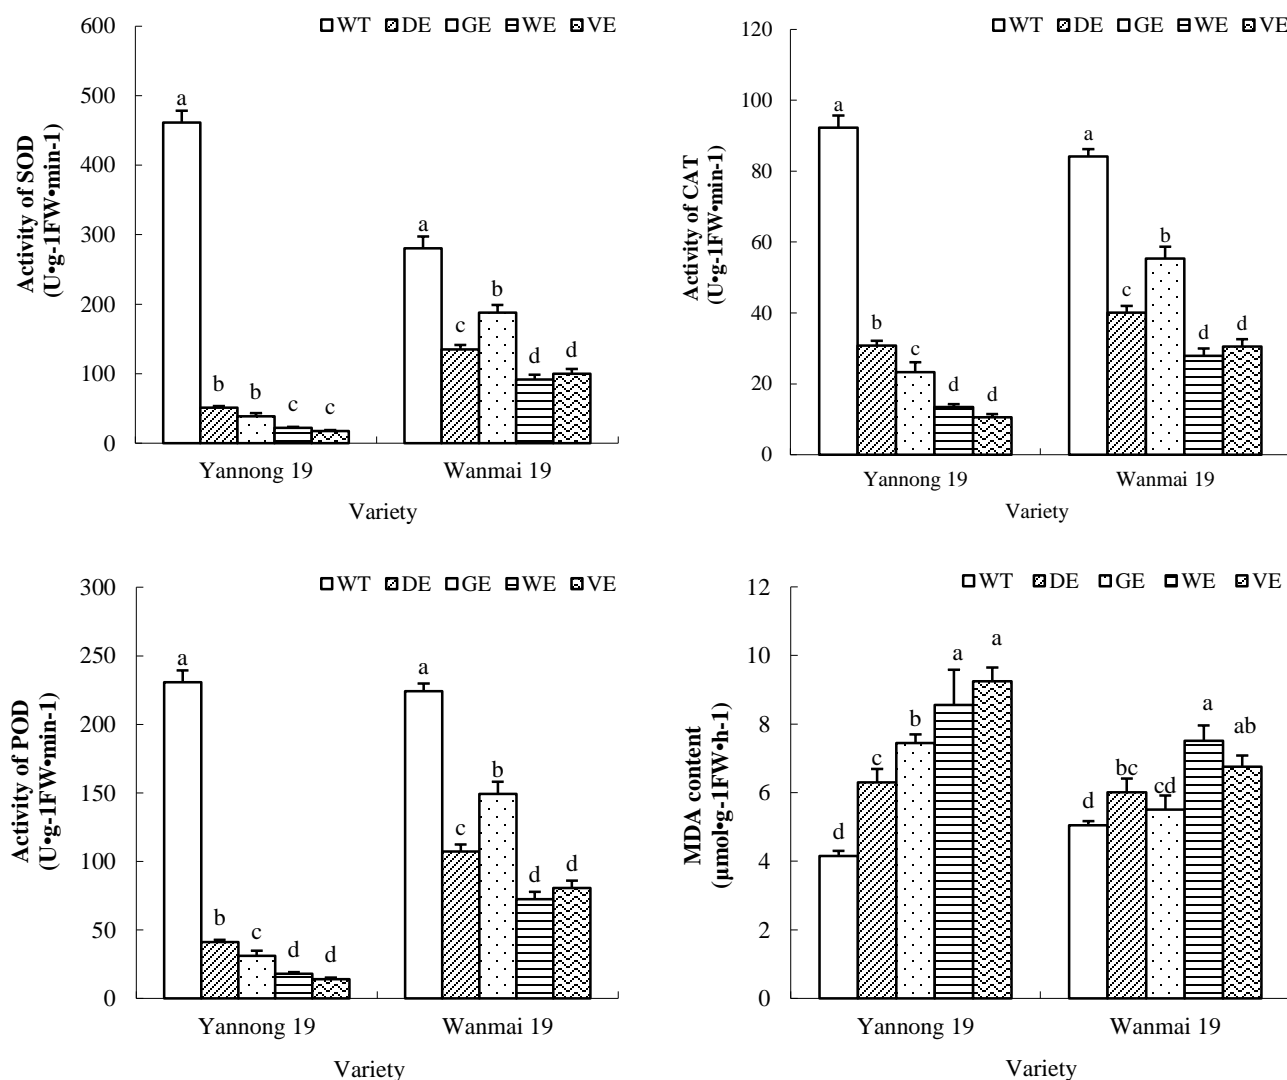 WT DE GE WE VE
600
500
400
300
200
100
0
Activity of SOD
(U•g-1FW•min-1)
a
b
b
c
c
a
c
b
d
d
Yannong 19 Wanmai 19
Variety
WT DE GE WE VE
120
100
80
60
40
20
0
Activity of CAT
(U•g-1FW•min-1)
a
b
c
d
d
a
c
b
d
d
Yannong 19 Wanmai 19
Variety
WT DE GE WE VE
300
250
200
150
100
50
0
Activity of POD
(U•g-1FW•min-1)
a
b
c
d
d
a
c
b
d
d
Yannong 19 Wanmai 19
Variety
WT DE GE WE VE
12
10
8
6
4
2
0
MDA content
(μmol•g-1FW•h-1)
d
c
b
a
a
d
bc
cd
a
ab
Yannong 19 Wanmai 19
Variety